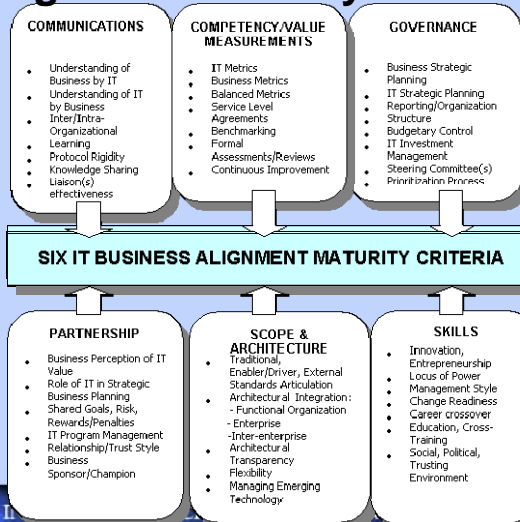 COMMUNICATIONS
• Understanding of
Business by IT
• Understanding of IT
by Business
• Inter/Intra-
Organizational
• Learning
• Protocol Rigidity
• Knowledge Sharing
• Liaison(s)
effectiveness
COMPETENCY/VALUE
MEASUREMENTS
• IT Metrics
• Business Metrics
• Balanced Metrics
• Service Level
Agreements
• Benchmarking
• Formal
Assessments/Reviews
• Continuous Improvement
GOVERNANCE
• Business Strategic
Planning
• IT Strategic Planning
• Reporting/Organization
Structure
• Budgetary Control
• IT Investment
Management
• Steering Committee(s)
• Prioritization Process
SIX IT BUSINESS ALIGNMENT MATURITY CRITERIA
PARTNERSHIP
• Business Perception of IT
Value
• Role of IT in Strategic
Business Planning
• Shared Goals, Risk,
Rewards/Penalties
• IT Program Management
• Relationship/Trust Style
• Business
Sponsor/Champion
SCOPE &
ARCHITECTURE
• Traditional,
Enabler/Driver, External
• Standards Articulation
• Architectural Integration:
- Functional Organization
- Enterprise
-Inter-enterprise
• Architectural
Transparency
• Flexibility
• Managing Emerging
Technology
SKILLS
• Innovation,
Entrepreneurship
• Locus of Power
• Management Style
• Change Readiness
• Career crossover
• Education, Cross-
Training
• Social, Political,
Trusting
Environment